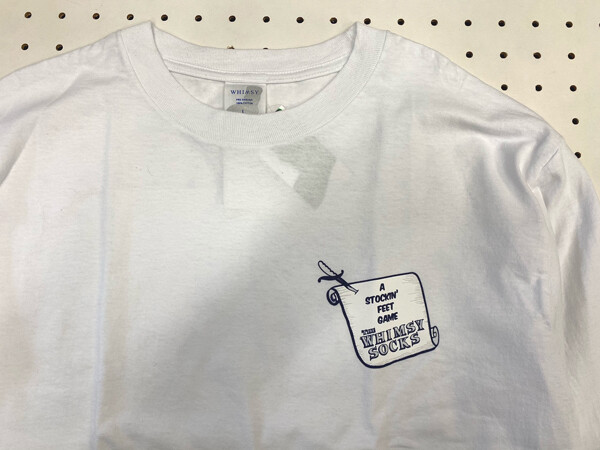 WHIMSY
L
A
STOCKIN'
FEET
GAME
THE
WHIMSY
SOCKS